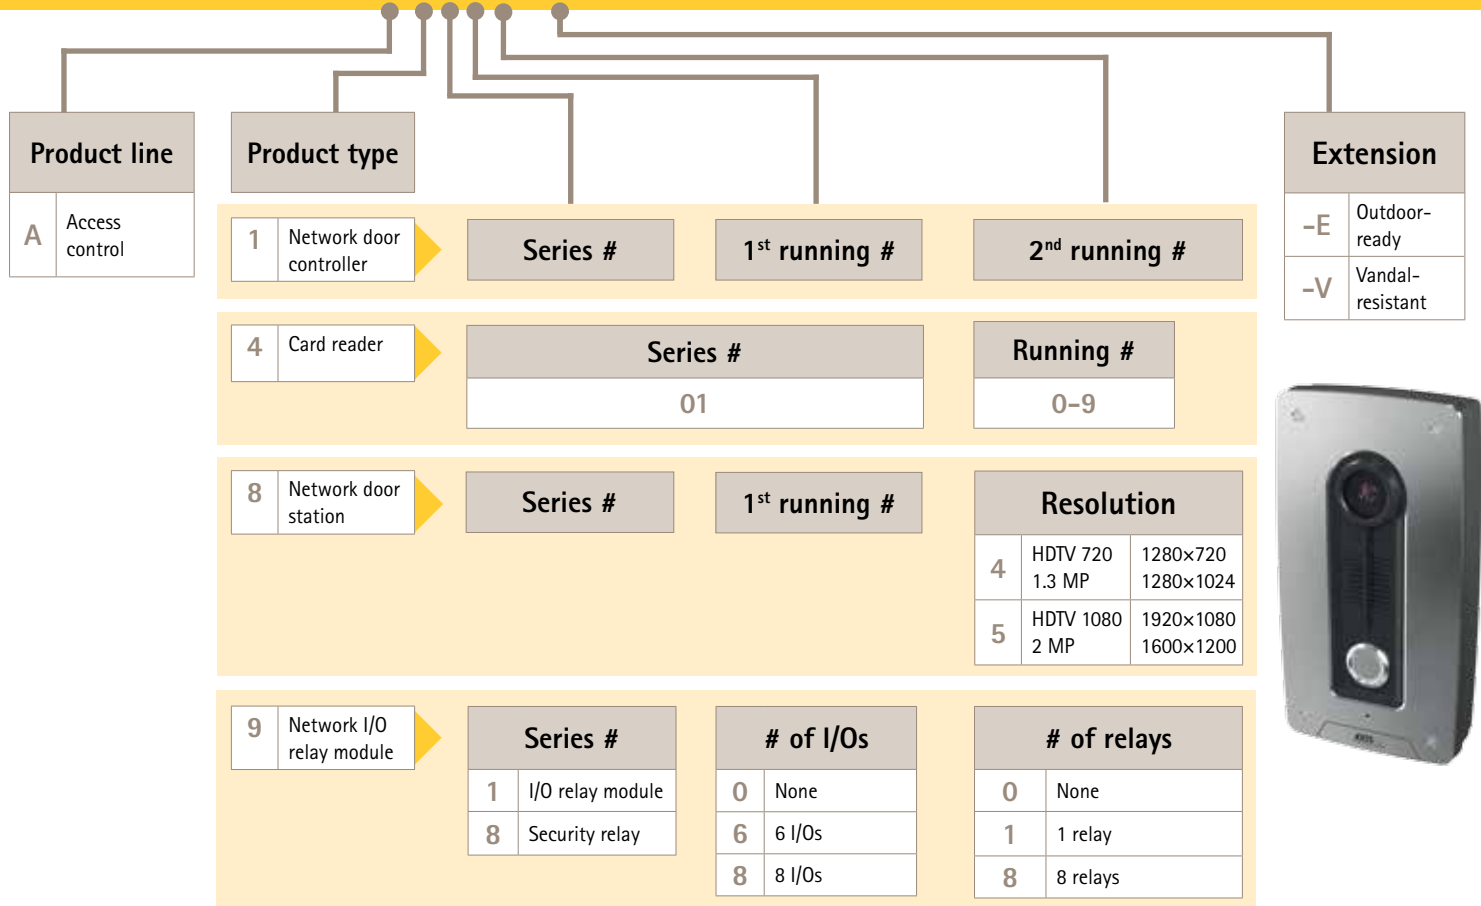 Product line
A
Access
control
Product type
Extension
-E
Outdoor-
ready
-V
Vandal-
resistant
1
Network door
controller
Series #
1st running #
2nd running #
4
Card reader
Series #
01
Running #
0-9
8
Network door
station
Series #
1st running #
Resolution
4
HDTV 720
1.3 MP
1280×720
1280×1024
5
HDTV 1080
2 MP
1920×1080
1600×1200
9
Network I/O
relay module
Series #
1
I/O relay module
8
Security relay
# of I/Os
0
None
6
6 I/Os
8
8 I/Os
# of relays
0
None
1
1 relay
8
8 relays
AXIS